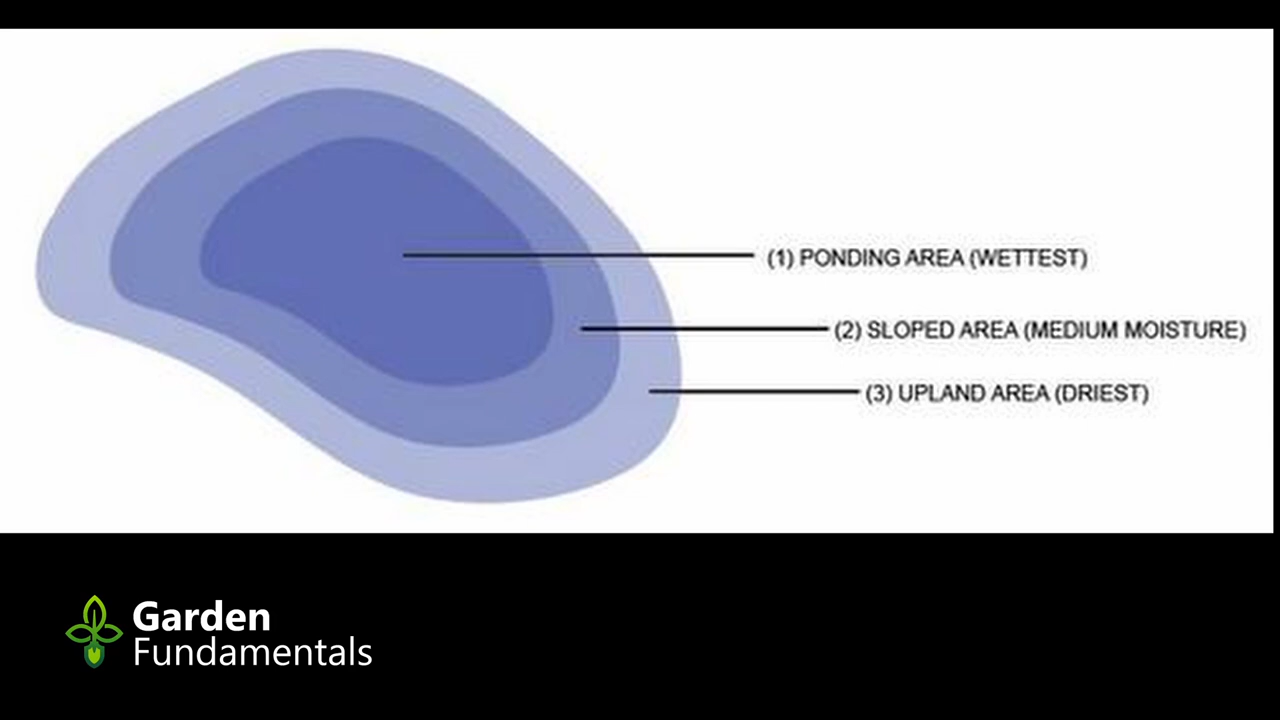 (1) PONDING AREA (WETTEST)
(2) SLOPED AREA (MEDIUM MOISTURE)
(3) UPLAND AREA (DRIEST)
Garden
Fundamentals